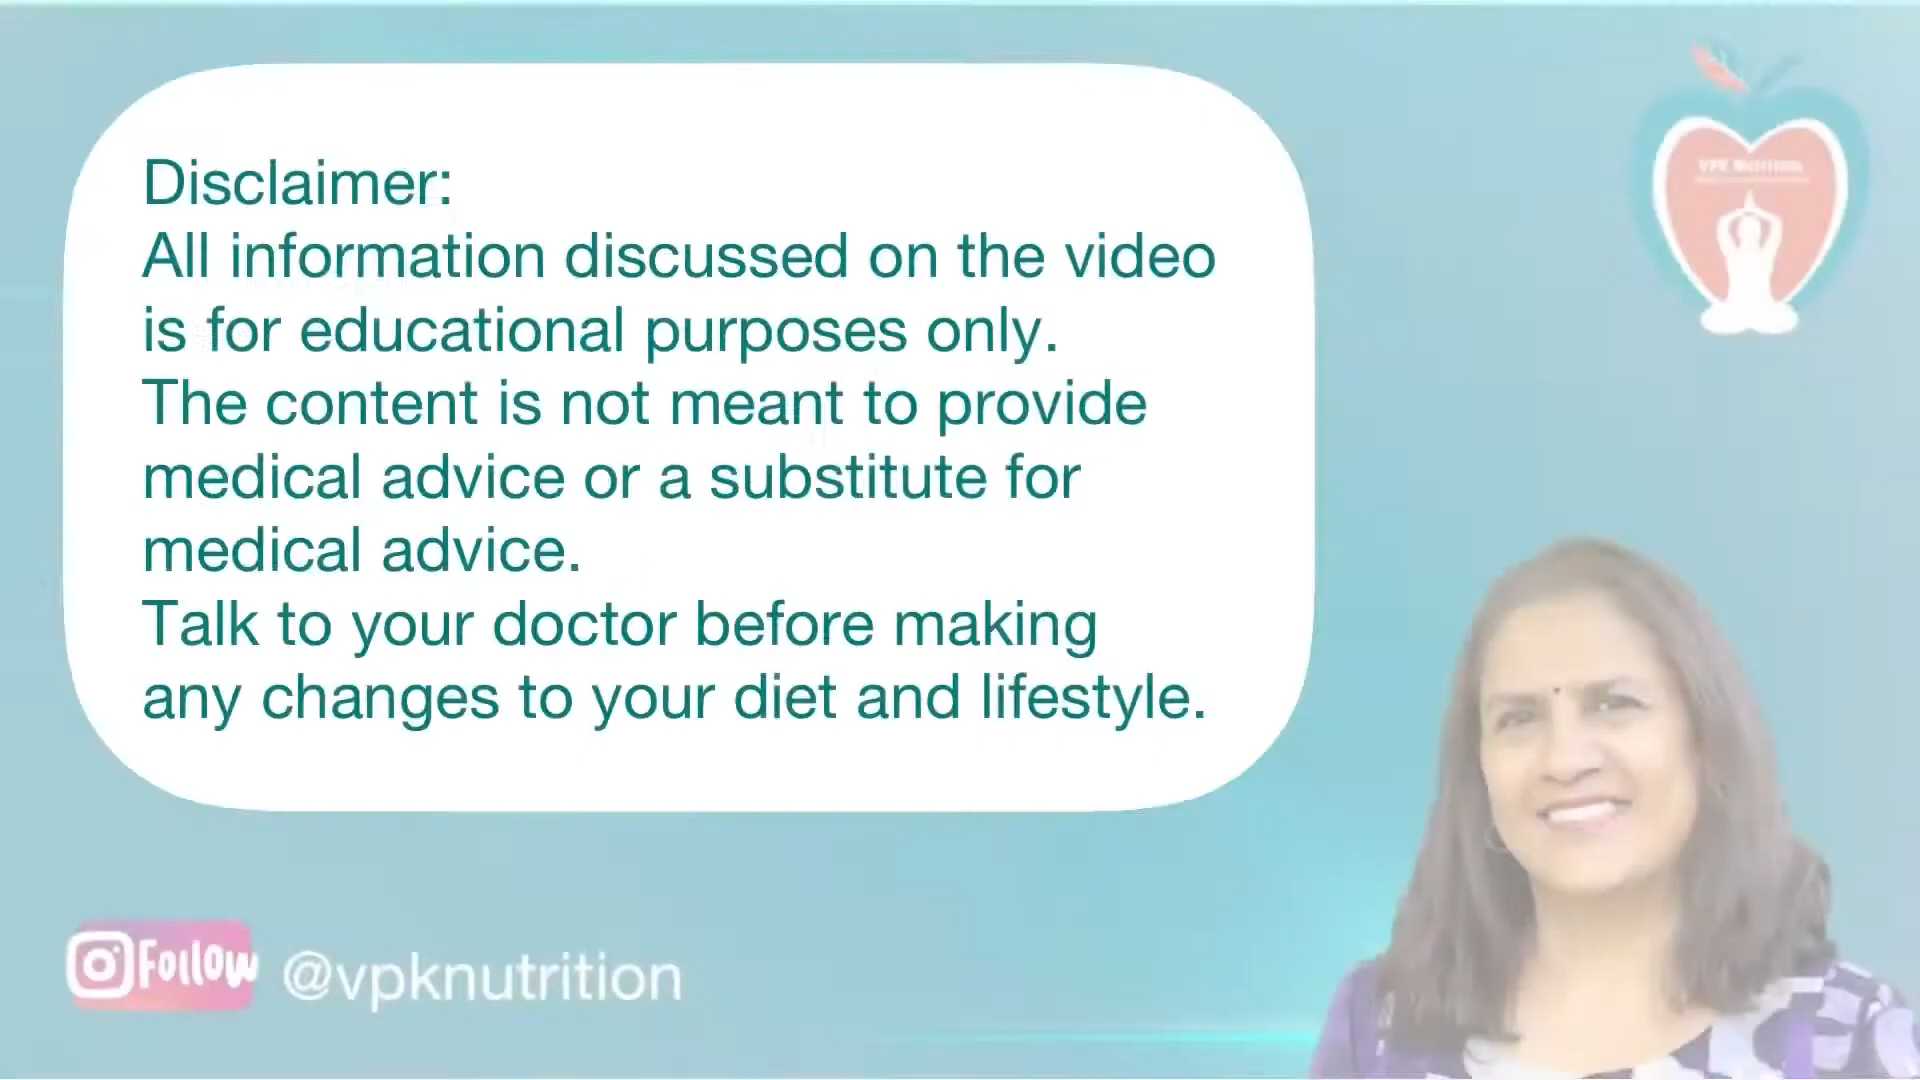 VPK Nutrition
Disclaimer:
All information discussed on the video
is for educational purposes only.
The content is not meant to provide
medical advice or a substitute for
medical advice.
Talk to your doctor before making
any changes to your diet and lifestyle.
Follow @vpknutrition